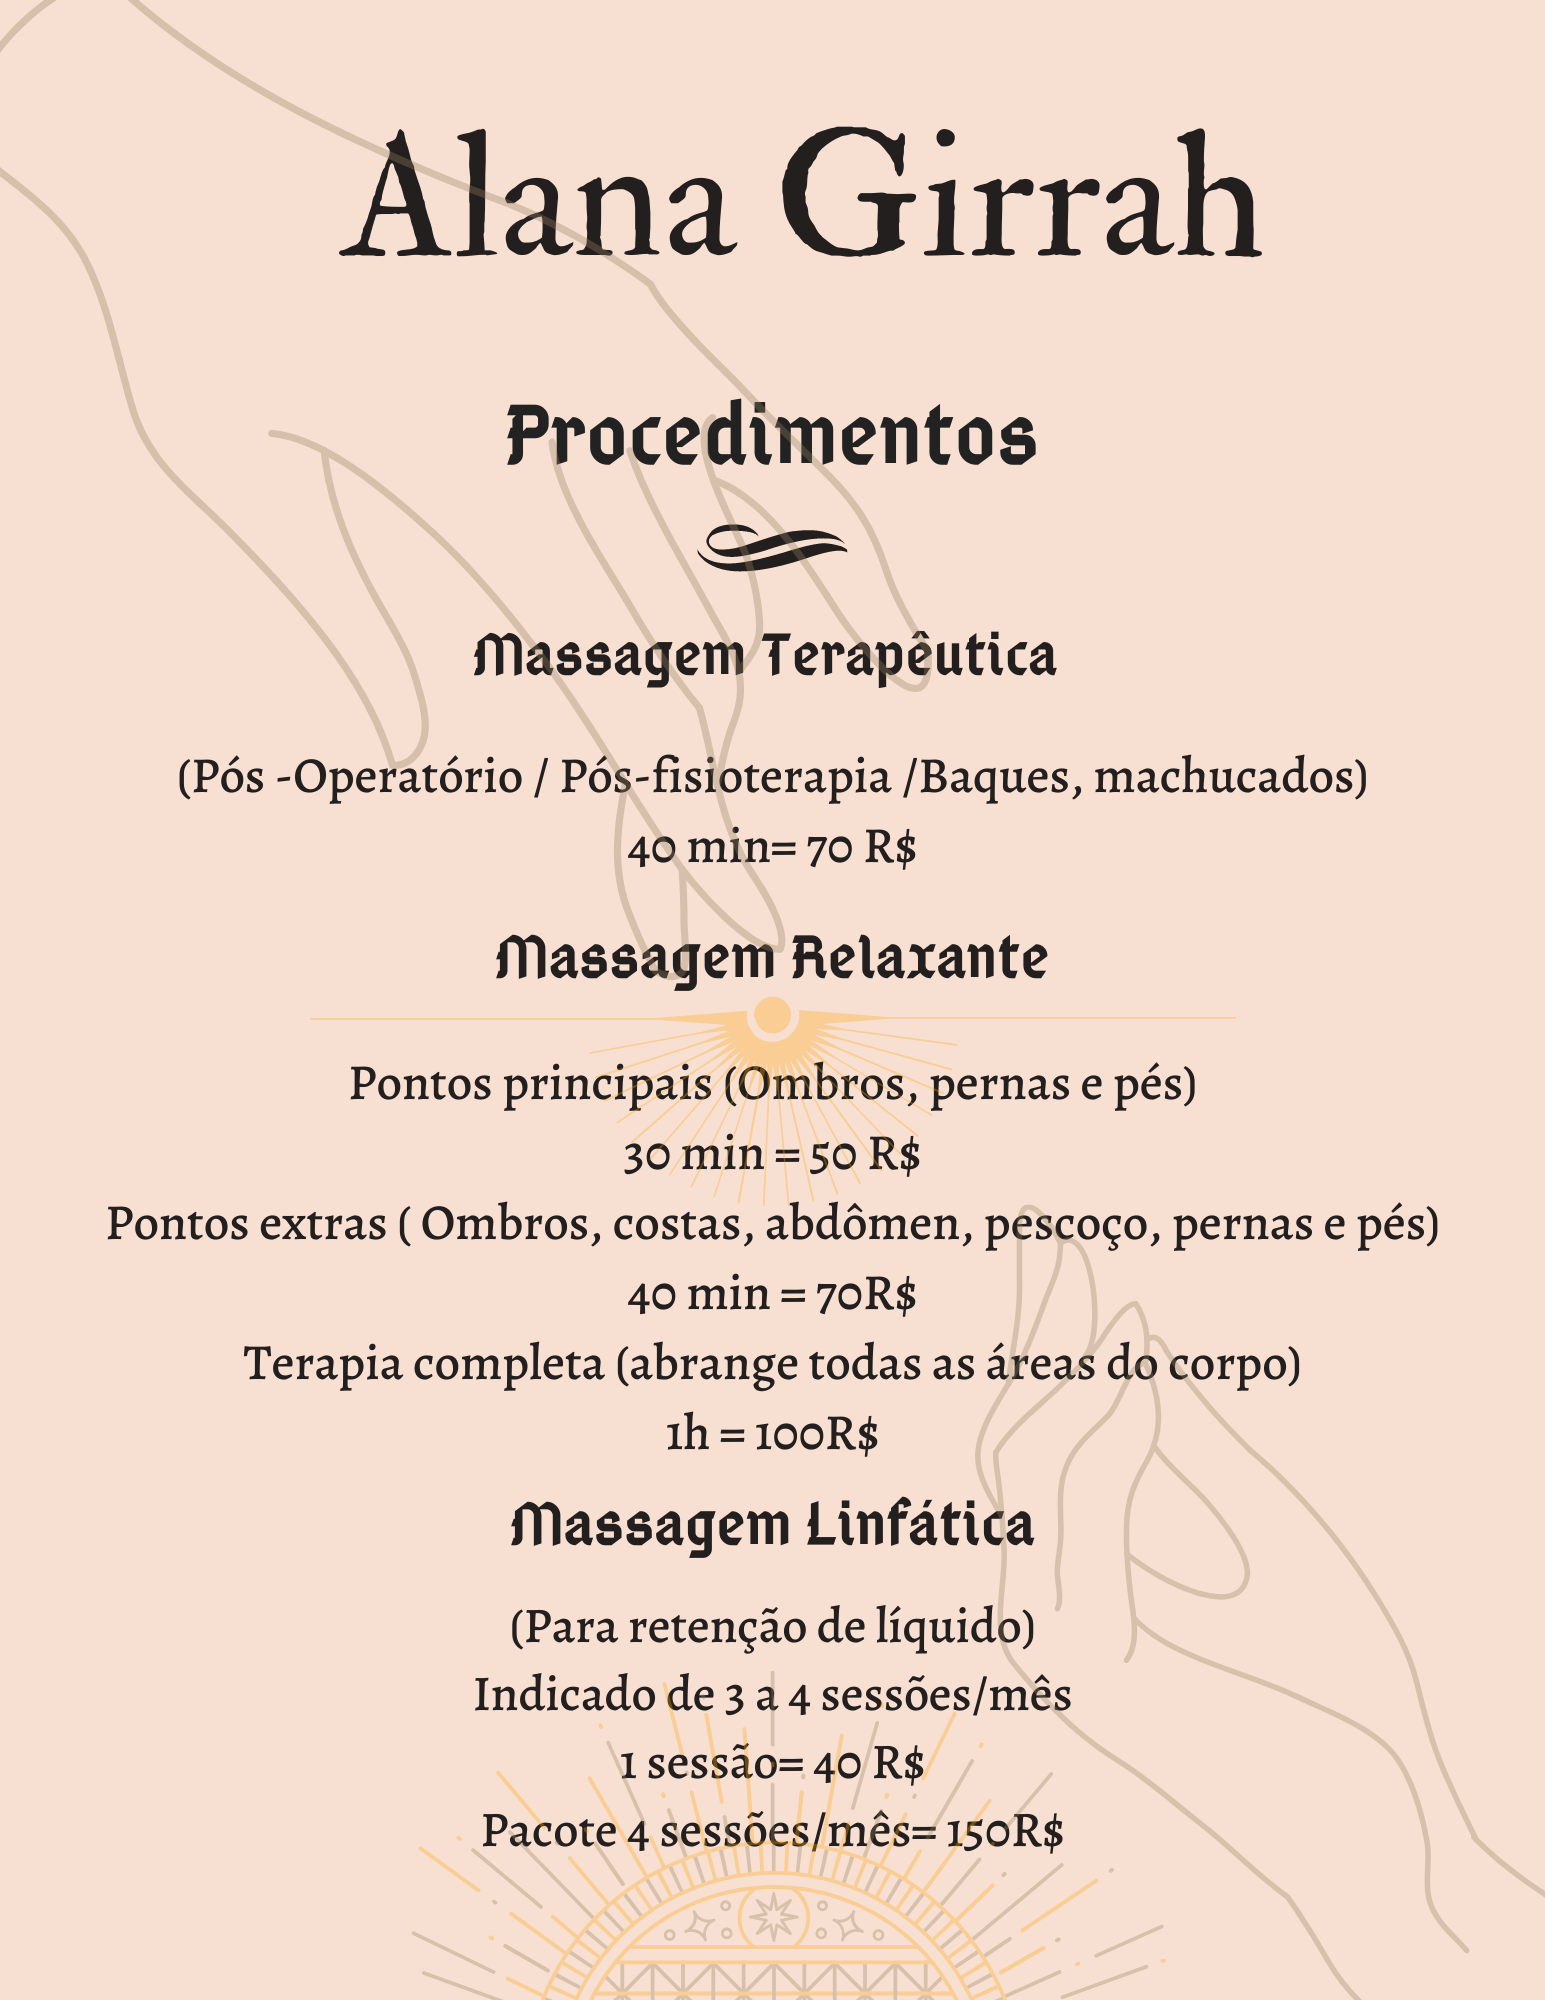 Alana Girrah
Procedimentos
Massagem Terapêutica
(Pós -Operatório / Pós-fisioterapia /Baques, machucados)
40 min= 70 R$
Massagem Relaxante
Pontos principais (Ombros, pernas e pés)
30 min = 50 R$
Pontos extras ( Ombros, costas, abdômen, pescoço, pernas e pés)
40 min = 70R$
Terapia completa (abrange todas as áreas do corpo)
1h = 100R$
Massagem Linfática
(Para retenção de líquido)
Indicado de 3 a 4 sessões/mês
1 sessão= 40 R$
Pacote 4 sessões/mês= 150R$